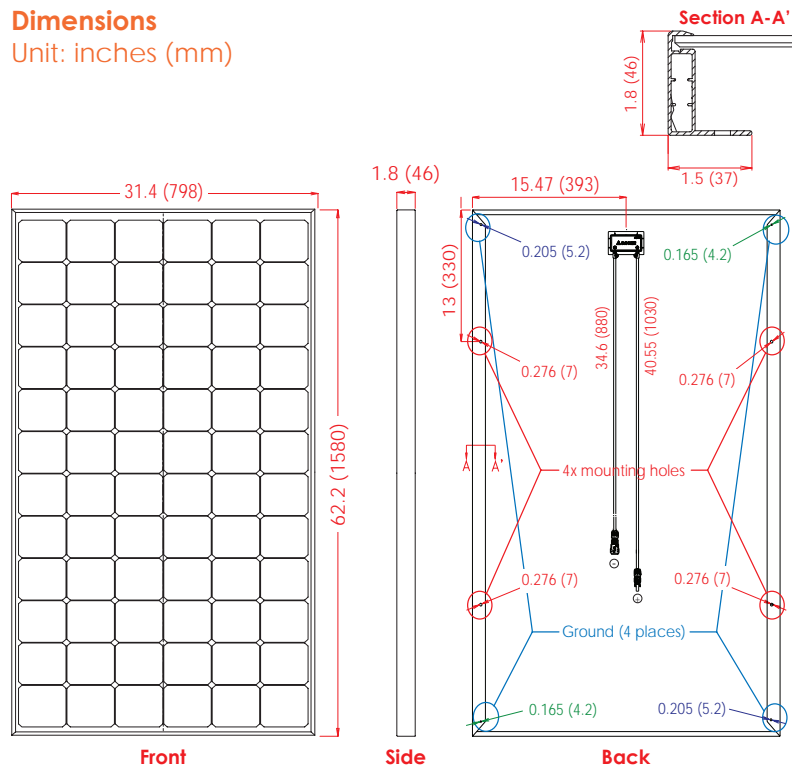 Dimensions
Unit: inches (mm)
Section A-A'
1.8 (46)
1.5 (37)
31.4 (798)
62.2 (1580)
1.8 (46)
15.47 (393)
13 (330)
0.205 (5.2)
0.165 (4.2)
34.6 (880)
40.55 (1030)
0.276 (7)
0.276 (7)
A A'
4x mounting holes
0.276 (7)
0.276 (7)
Ground (4 places)
0.165 (4.2)
0.205 (5.2)
Front
Side
Back